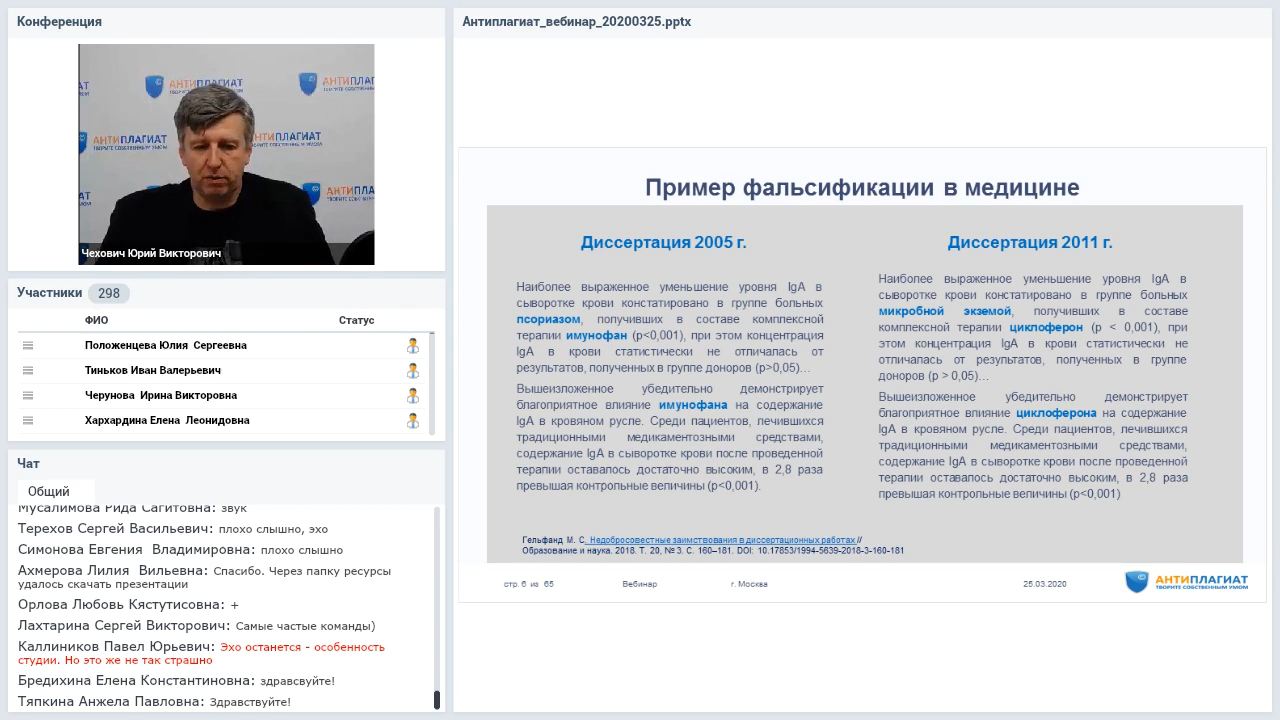 Конференция
АНТИПЛАГИАТ
АНТИПЛАГИАТ
АНТИПЛАГИАТ
ТВОРИТЕ СОБСТВЕННЫМ УМОМ
Чехович Юрий Викторович
Участники 298
ФИО Статус
Положенцева Юлия Сергеевна
Тиньков Иван Валерьевич
Черунова Ирина Викторовна
Хархардина Елена Леонидовна
Чат
Общий
Мусалимова Рида Сагитовна: звук
Терехов Сергей Васильевич: плохо слышно, эхо
Симонова Евгения Владимировна: плохо слышно
Ахмерова Лилия Вильевна: Спасибо. Через папку ресурсы
удалось скачать презентации
Орлова Любовь Кястутисовна: +
Лахтарина Сергей Викторович: Самые частые команды)
Каллиников Павел Юрьевич: Эхо останется - особенность
студии. Но это же не так страшно
Бредихина Елена Константиновна: здравсвуйте!
Тяпкина Анжела Павловна: Здравствуйте!
Антиплагиат_вебинар_20200325.pptx
Пример фальсификации в медицине
Диссертация 2005 г.
Наиболее выраженное уменьшение уровня IgA в
сыворотке крови констатировано в группе больных
псориазом, получивших в составе комплексной
терапии имунофан (p<0,001), при этом концентрация
IgA в крови статистически не отличалась от
результатов, полученных в группе доноров (p>0,05)…
Вышеизложенное убедительно демонстрирует
благоприятное влияние имунофана на содержание
IgA в кровяном русле. Среди пациентов, лечившихся
традиционными медикаментозными средствами,
содержание IgA в сыворотке крови после проведенной
терапии оставалось достаточно высоким, в 2,8 раза
превышая контрольные величины (p<0,001).
Диссертация 2011 г.
Наиболее выраженное уменьшение уровня IgA в
сыворотке крови констатировано в группе больных
микробной экземой, получивших в составе
комплексной терапии циклоферон (p < 0,001), при
этом концентрация IgA в крови статистически не
отличалась от результатов, полученных в группе
доноров (p > 0,05)…
Вышеизложенное убедительно демонстрирует
благоприятное влияние циклоферона на содержание
IgA в кровяном русле. Среди пациентов, лечившихся
традиционными медикаментозными средствами,
содержание IgA в сыворотке крови после проведенной
терапии оставалось достаточно высоким, в 2,8 раза
превышая контрольные величины (p<0,001)
Гельфанд М. С. Недобросовестные заимствования в диссертационных работах //
Образование и наука. 2018. Т. 20, № 3. С. 160–181. DOI: 10.17853/1994-5639-2018-3-160-181
стр. 6 из 65 Вебинар г. Москва 25.03.2020
АНТИПЛАГИАТ
ТВОРИТЕ СОБСТВЕННЫМ УМОМ